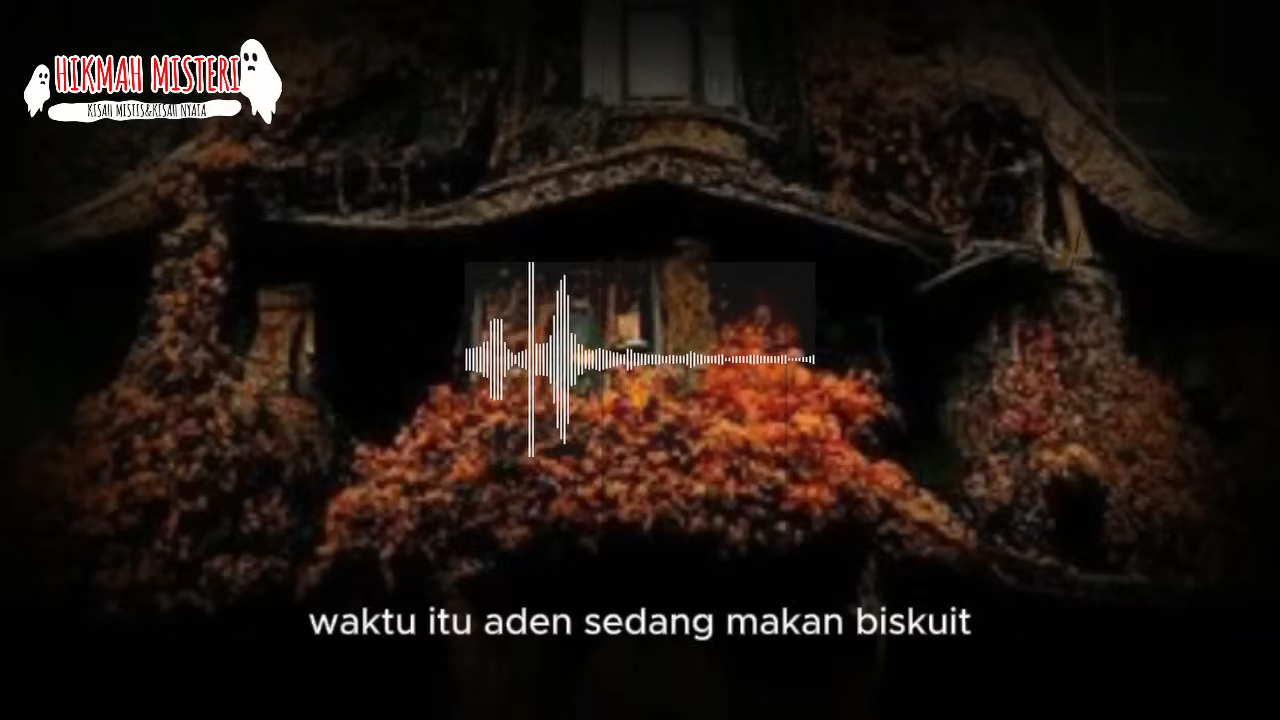 HIKMAH MISTERI
KISAH MISTIS&KISAH NYATA
waktu itu aden sedang makan biskuit